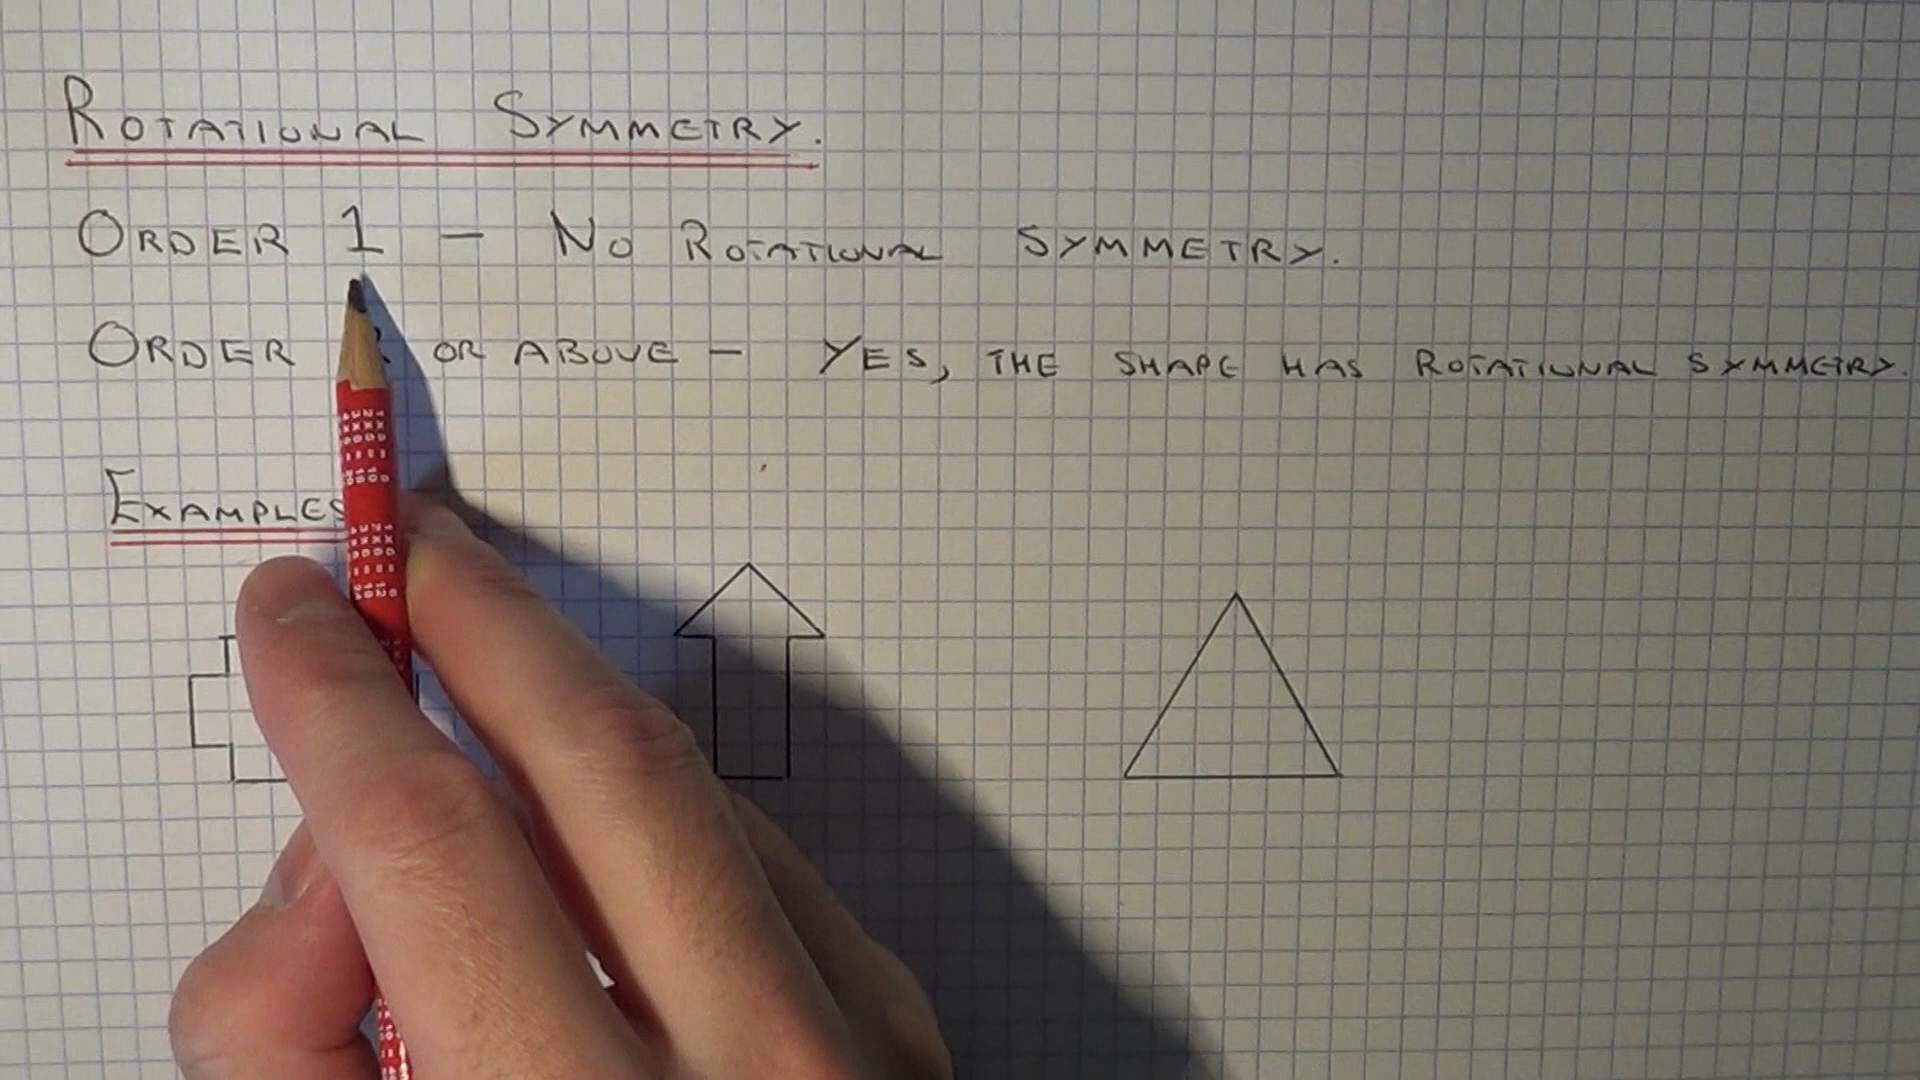 ROTATIONAL SYMMETRY.
ORDER 1 - NO ROTATIONAL SYMMETRY.
ORDER OR ABOVE - YES, THE SHAPE HAS ROTATIONAL SYMMETRY.
EXAMPLES